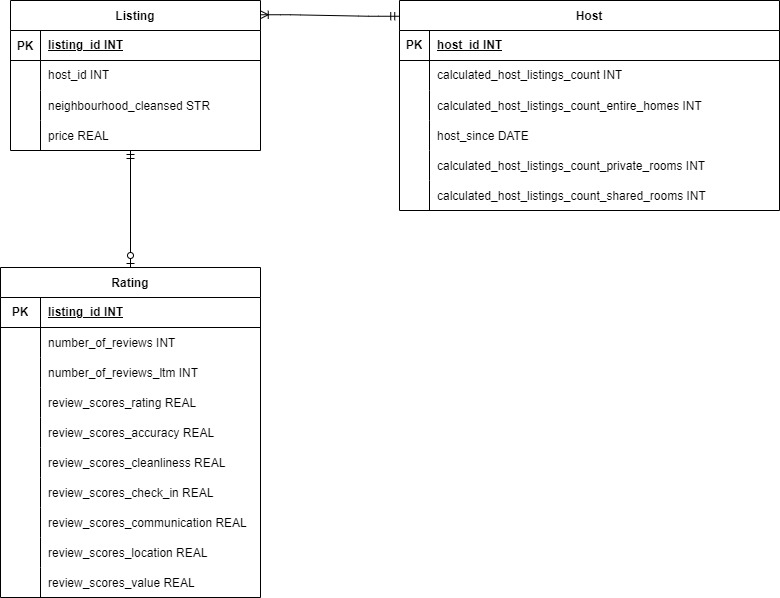 Listing
PK listing_id INT
host_id INT
neighbourhood_cleansed STR
price REAL
Host
PK host_id INT
calculated_host_listings_count INT
calculated_host_listings_count_entire_homes INT
host_since DATE
calculated_host_listings_count_private_rooms INT
calculated_host_listings_count_shared_rooms INT
Rating
PK listing_id INT
number_of_reviews INT
number_of_reviews_ltm INT
review_scores_rating REAL
review_scores_accuracy REAL
review_scores_cleanliness REAL
review_scores_check_in REAL
review_scores_communication REAL
review_scores_location REAL
review_scores_value REAL